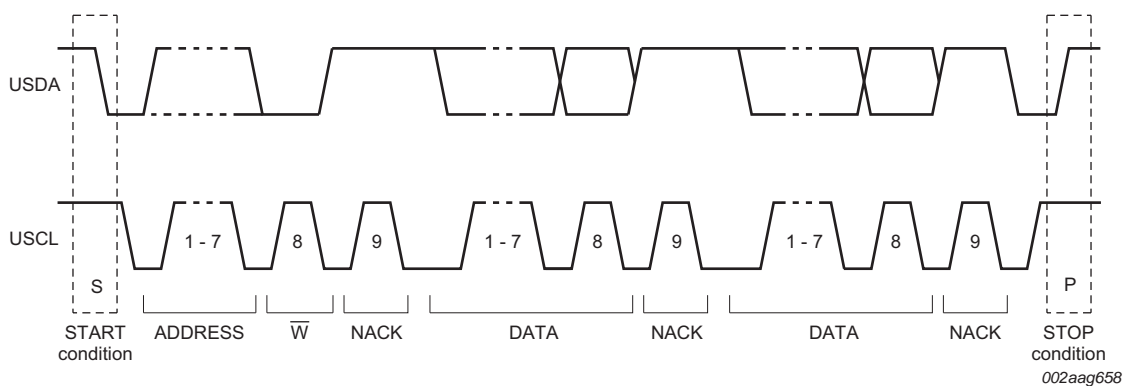 USDA
USCL
1 - 7
8
9
1 - 7
8
9
1 - 7
8
9
S
P
START
condition
ADDRESS
W̅
NACK
DATA
NACK
DATA
NACK
STOP
condition
002aag658